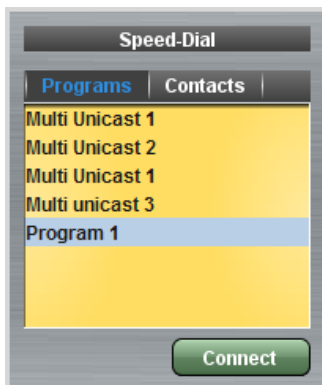 Speed-Dial
Programs Contacts
Multi Unicast 1
Multi Unicast 2
Multi Unicast 1
Multi unicast 3
Program 1
Connect